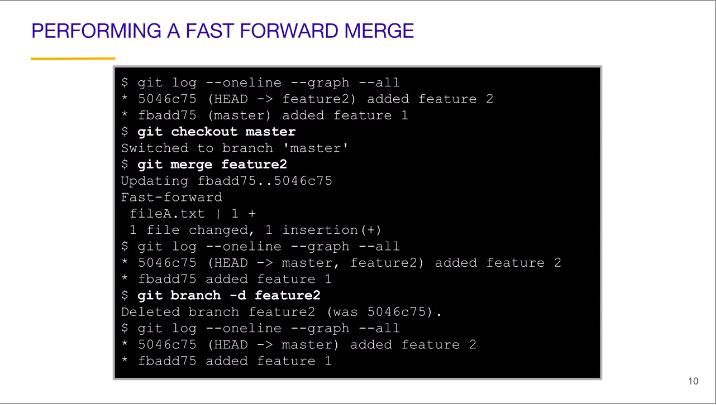 PERFORMING A FAST FORWARD MERGE
$ git log --oneline --graph --all
* 5046c75 (HEAD -> feature2) added feature 2
* fbadd75 (master) added feature 1
$ git checkout master
Switched to branch 'master'
$ git merge feature2
Updating fbadd75..5046c75
Fast-forward
 fileA.txt | 1 +
 1 file changed, 1 insertion(+)
$ git log --oneline --graph --all
* 5046c75 (HEAD -> master, feature2) added feature 2
* fbadd75 added feature 1
$ git branch -d feature2
Deleted branch feature2 (was 5046c75).
$ git log --oneline --graph --all
* 5046c75 (HEAD -> master) added feature 2
* fbadd75 added feature 1
10